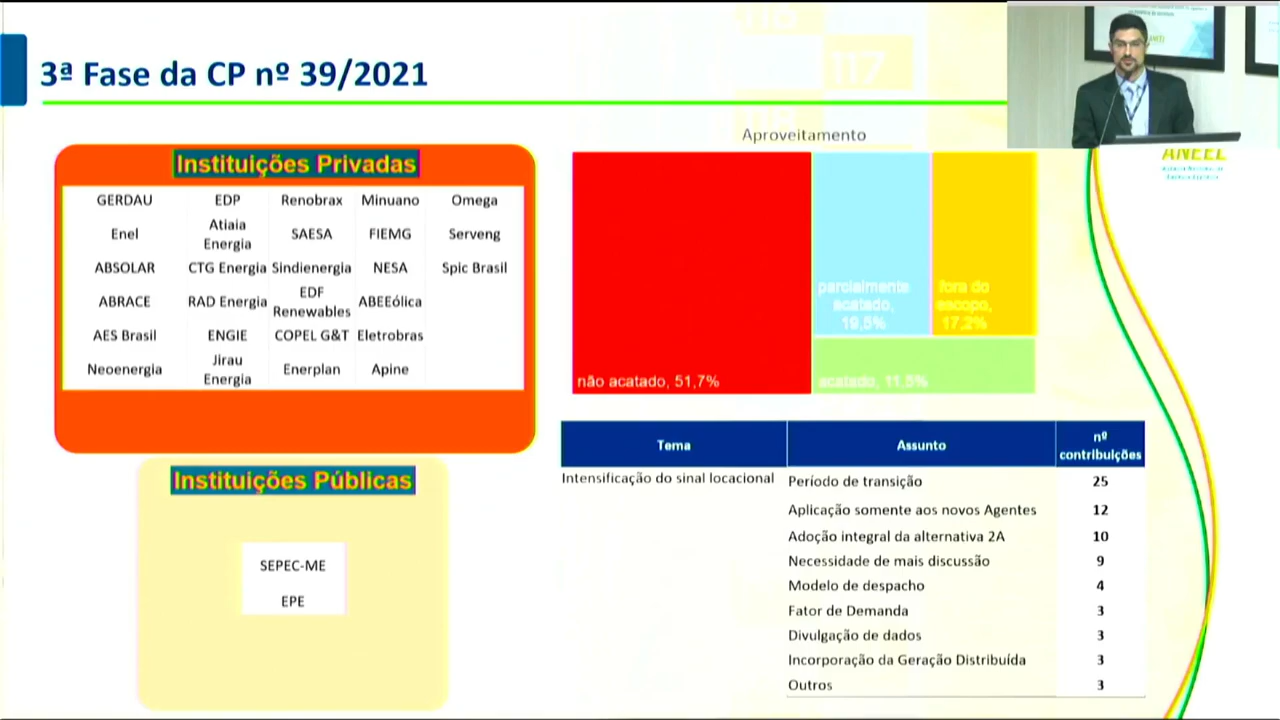 3ª Fase da CP nº 39/2021
Instituições Privadas
GERDAU EDP Renobrax Minuano Omega
Enel Atiaia Energia SAESA FIEMG Serveng
ABSOLAR CTG Energia Sindienergia NESA Spic Brasil
ABRACE RAD Energia EDF Renewables ABEEólica
AES Brasil ENGIE COPEL G&T Eletrobras
Neoenergia Jirau Energia Enerplan Apine
Instituições Públicas
SEPEC-ME
EPE
Aproveitamento
não acatado, 51,7%
parcialmente
acatado,
19,5%
fora do
escopo,
17,2%
acatado, 11,5%
ANEEL
Tema Assunto nº contribuições
Intensificação do sinal locacional Período de transição 25
Aplicação somente aos novos Agentes 12
Adoção integral da alternativa 2A 10
Necessidade de mais discussão 9
Modelo de despacho 4
Fator de Demanda 3
Divulgação de dados 3
Incorporação da Geração Distribuída 3
Outros 3